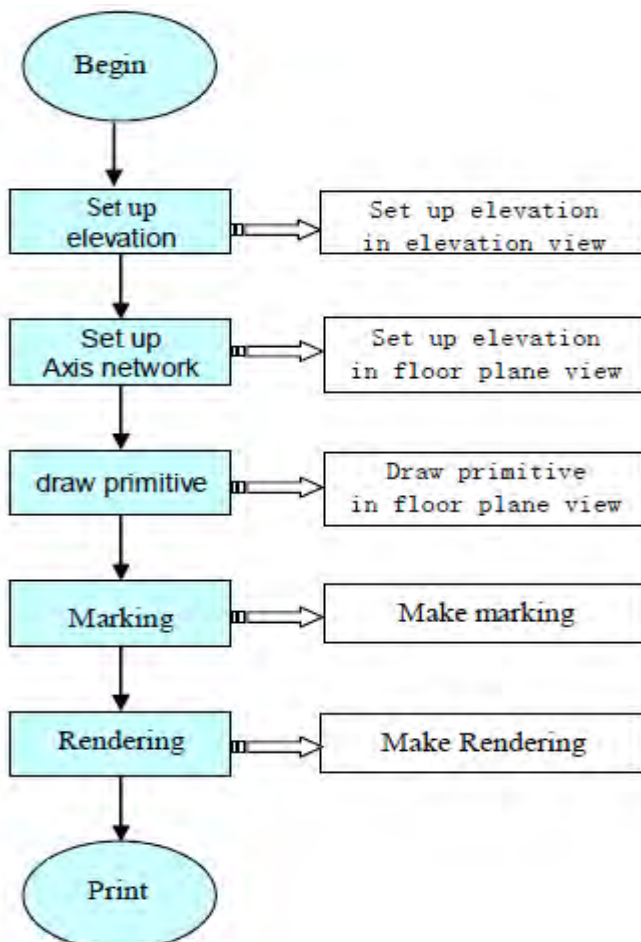 Begin
Set up
elevation
Set up elevation
in elevation view
Set up
Axis network
Set up elevation
in floor plane view
draw primitive
Draw primitive
in floor plane view
Marking
Make marking
Rendering
Make Rendering
Print